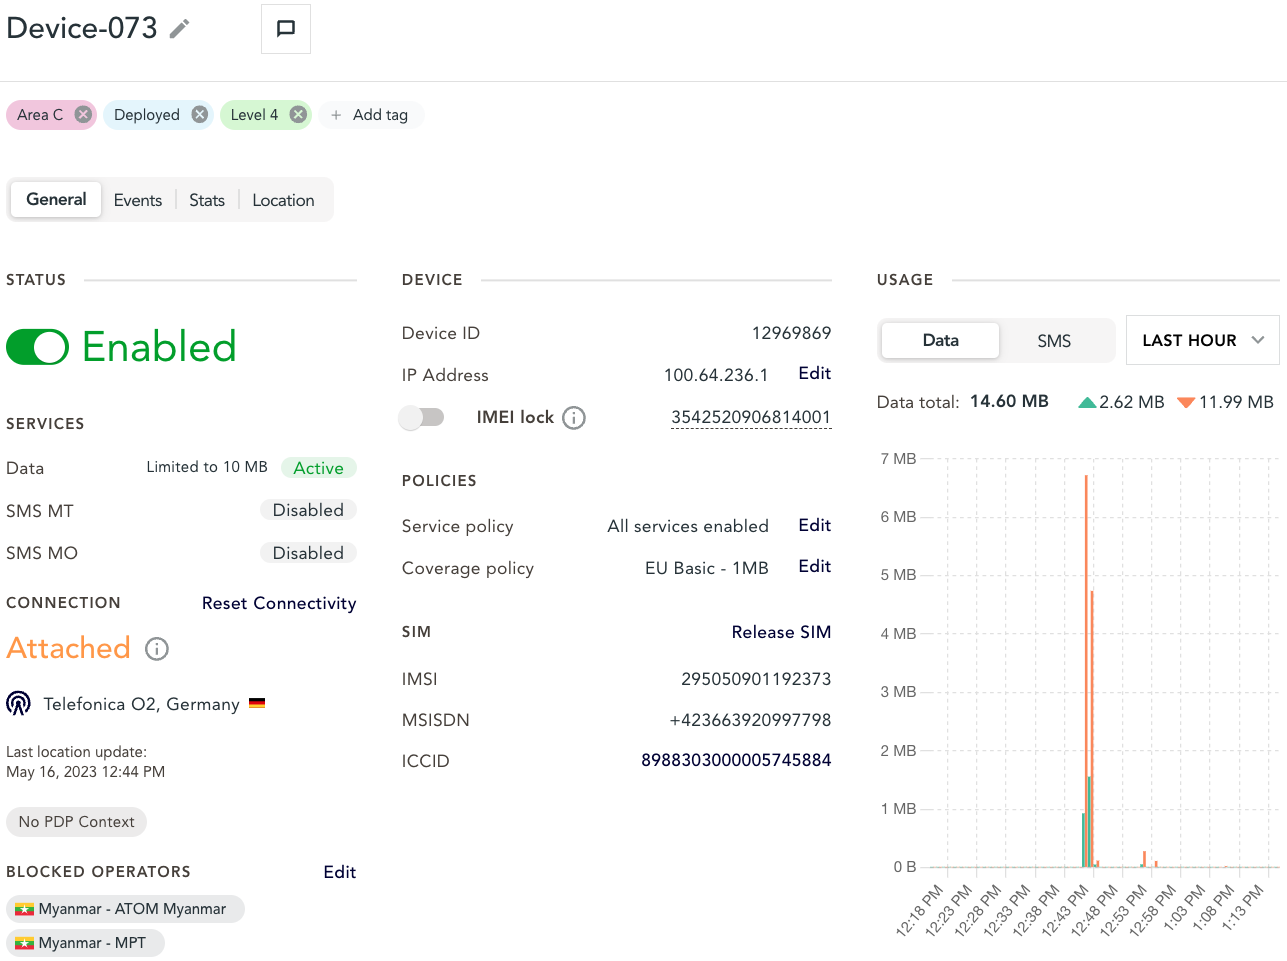 Device-073
Area C
Deployed
Level 4
+ Add tag
General
Events
Stats
Location
STATUS
Enabled
SERVICES
Data Limited to 10 MB Active
SMS MT Disabled
SMS MO Disabled
CONNECTION Reset Connectivity
Attached
Telefonica O2, Germany
Last location update:
May 16, 2023 12:44 PM
No PDP Context
BLOCKED OPERATORS Edit
Myanmar - ATOM Myanmar
Myanmar - MPT
DEVICE
Device ID 12969869
IP Address 100.64.236.1 Edit
IMEI lock 3542520906814001
POLICIES
Service policy All services enabled Edit
Coverage policy EU Basic - 1MB Edit
SIM Release SIM
IMSI 295050901192373
MSISDN +423663920997798
ICCID 8988303000005745884
USAGE
Data SMS LAST HOUR
Data total: 14.60 MB 2.62 MB 11.99 MB
7 MB
6 MB
5 MB
4 MB
3 MB
2 MB
1 MB
0 B
12:18 PM
12:23 PM
12:28 PM
12:33 PM
12:38 PM
12:43 PM
12:48 PM
12:53 PM
12:58 PM
1:03 PM
1:08 PM
1:13 PM